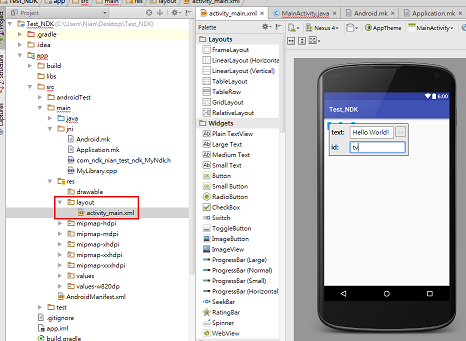 Test_NDK app src main res layout activity_main.xml
Test_NDK (C:\Users\Nian\Desktop\Test_NDK)
.gradle
.idea
app
build
libs
src
androidTest
main
java
jni
Android.mk
Application.mk
com_ndk_nian_test_ndk_MyNdk.h
MyLibrary.cpp
res
drawable
layout
activity_main.xml
mipmap-hdpi
mipmap-mdpi
mipmap-xhdpi
mipmap-xxhdpi
mipmap-xxxhdpi
values
values-w820dp
AndroidManifest.xml
test
.gitignore
app.iml
build.gradle
activity_main.xml MainActivity.java Android.mk Application.mk
Palette
Layouts
FrameLayout
LinearLayout (Horizonta
LinearLayout (Vertical)
TableLayout
TableRow
GridLayout
RelativeLayout
Widgets
Plain TextView
Large Text
Medium Text
Small Text
Button
Small Button
RadioButton
CheckBox
Switch
ToggleButton
ImageButton
ImageView
ProgressBar (Large)
ProgressBar (Normal)
ProgressBar (Small)
ProgressBar (Horizontal
SeekBar
RatingBar
Spinner
WebView
Nexus 4 AppTheme MainActivity
6:00
Test_NDK
text: Hello World! ...
id: tv